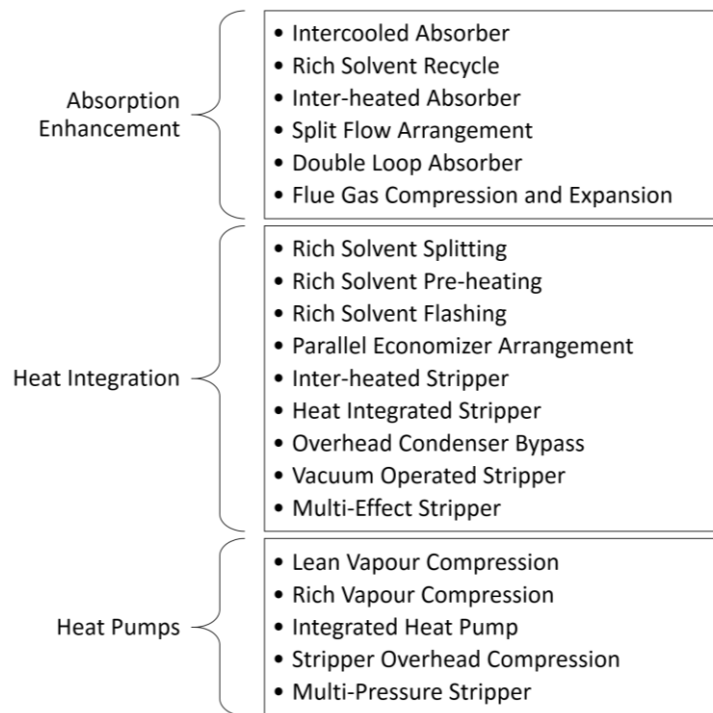 Absorption
Enhancement
• Intercooled Absorber
• Rich Solvent Recycle
• Inter-heated Absorber
• Split Flow Arrangement
• Double Loop Absorber
• Flue Gas Compression and Expansion
Heat Integration
• Rich Solvent Splitting
• Rich Solvent Pre-heating
• Rich Solvent Flashing
• Parallel Economizer Arrangement
• Inter-heated Stripper
• Heat Integrated Stripper
• Overhead Condenser Bypass
• Vacuum Operated Stripper
• Multi-Effect Stripper
Heat Pumps
• Lean Vapour Compression
• Rich Vapour Compression
• Integrated Heat Pump
• Stripper Overhead Compression
• Multi-Pressure Stripper